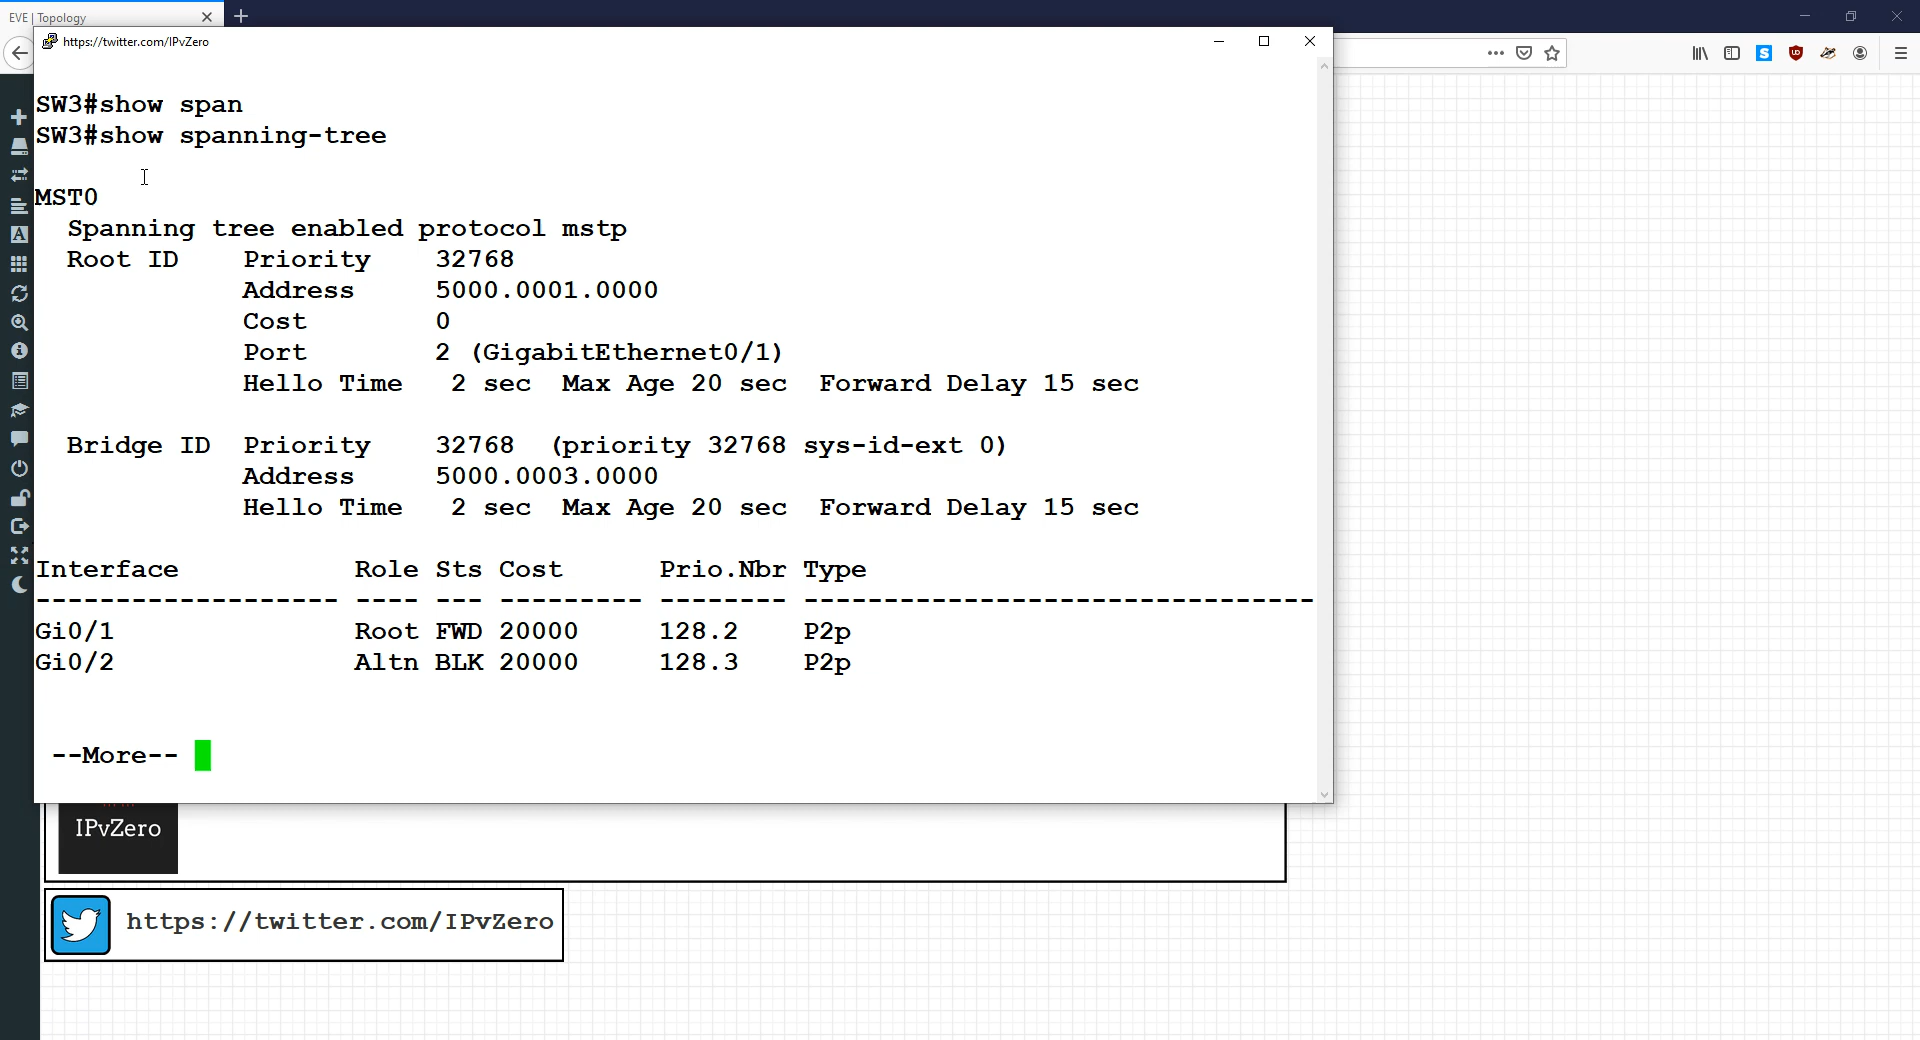 EVE | Topology
https://twitter.com/IPvZero
SW3#show span
SW3#show spanning-tree
MST0
Spanning tree enabled protocol mstp
Root ID Priority 32768
Address 5000.0001.0000
Cost 0
Port 2 (GigabitEthernet0/1)
Hello Time 2 sec Max Age 20 sec Forward Delay 15 sec
Bridge ID Priority 32768 (priority 32768 sys-id-ext 0)
Address 5000.0003.0000
Hello Time 2 sec Max Age 20 sec Forward Delay 15 sec
Interface Role Sts Cost Prio.Nbr Type
------------------- ---- --- --------- -------- --------------------------------
Gi0/1 Root FWD 20000 128.2 P2p
Gi0/2 Altn BLK 20000 128.3 P2p
--More--
IPvZero
https://twitter.com/IPvZero